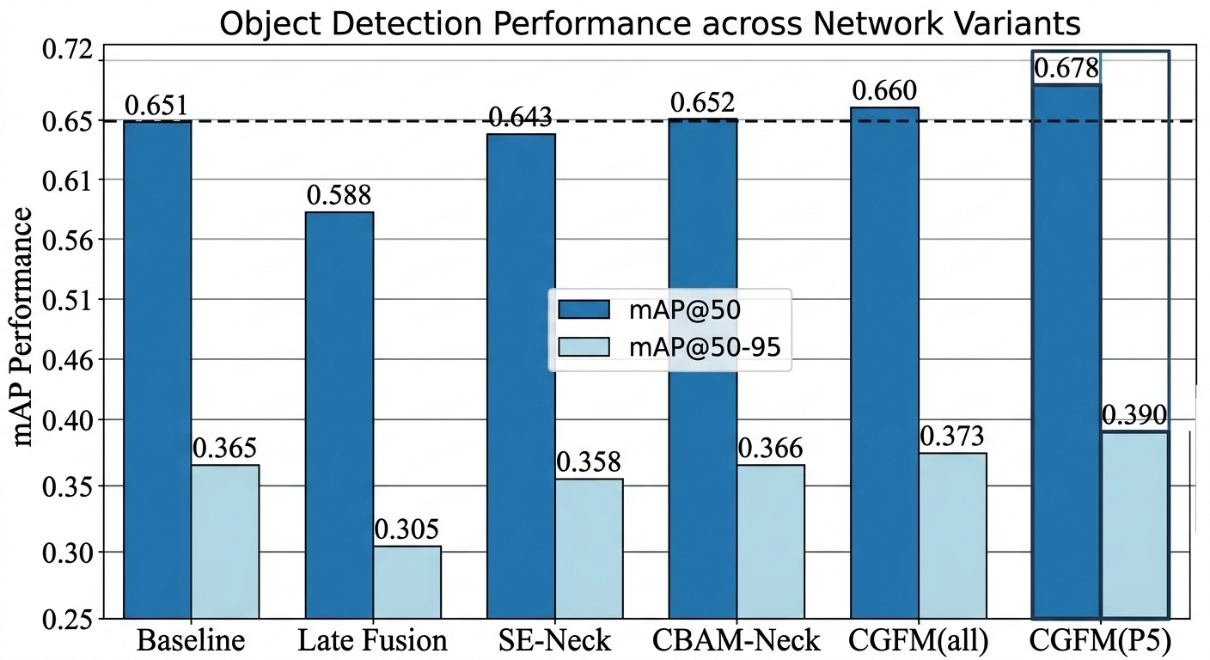 Object Detection Performance across Network Variants
mAP Performance
0.72
0.65
0.61
0.56
0.51
0.46
0.40
0.35
0.30
0.25
0.651
0.365
0.588
0.305
0.643
0.358
0.652
0.366
0.660
0.373
0.678
0.390
mAP@50
mAP@50-95
Baseline
Late Fusion
SE-Neck
CBAM-Neck
CGFM(all)
CGFM(P5)